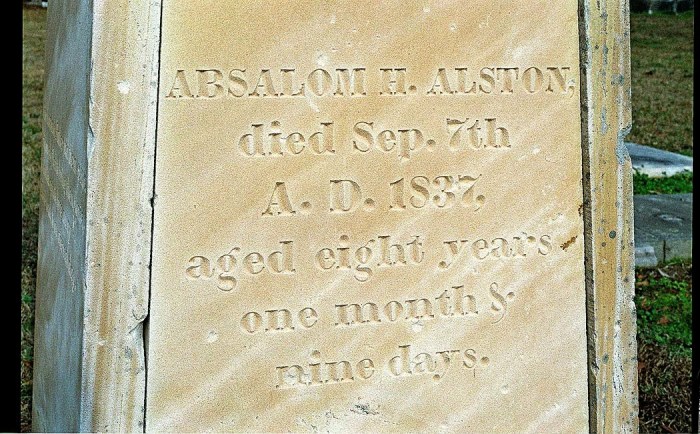 ABSALOM H. ALSTON,
died Sep. 7th
A. D. 1837,
aged eight years
one month &
nine days.